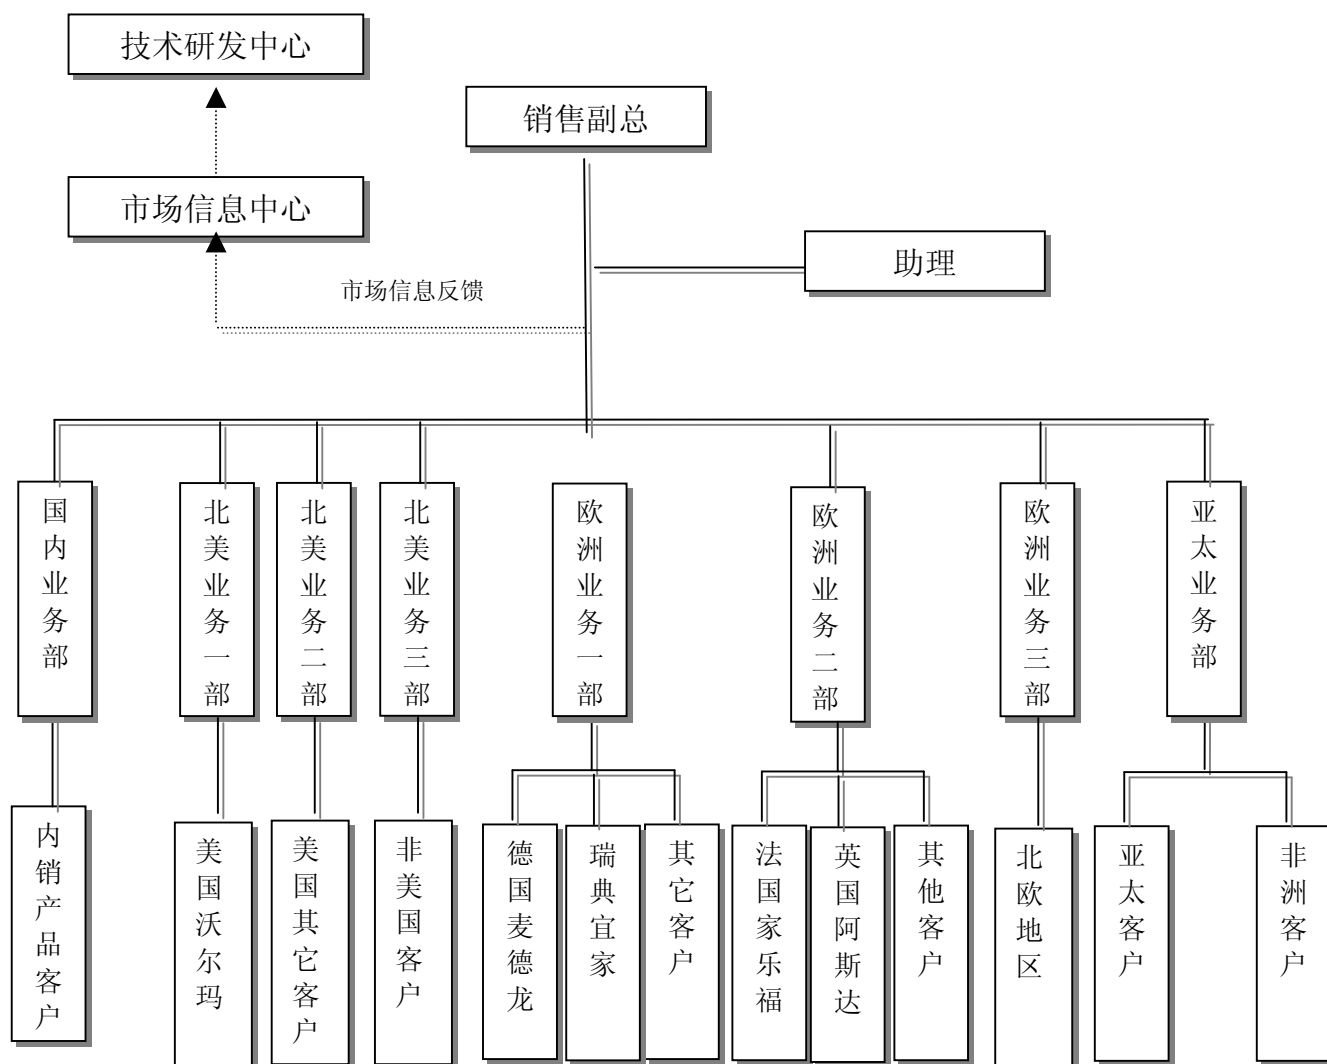 技术研发中心
销售副总
市场信息中心
助理
市场信息反馈
国内业务部
北美业务一部
北美业务二部
北美业务三部
欧洲业务一部
欧洲业务二部
欧洲业务三部
亚太业务部
内销产品客户
美国沃尔玛
美国其它客户
非美国客户
德国麦德龙
瑞典宜家
其它客户
法国家乐福
英国阿斯达
其他客户
北欧地区
亚太客户
非洲客户